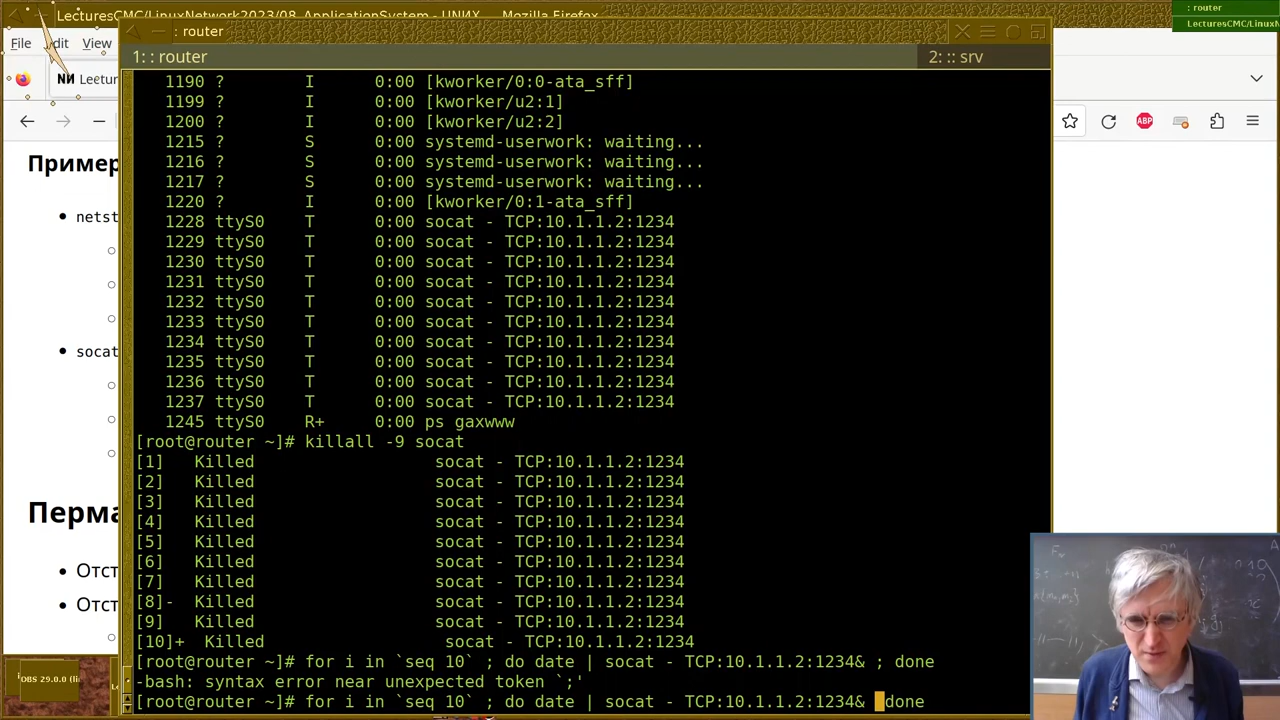 LecturesCMC/LinuxNetwork2023/08_ApplicationSystem - UNИX — Mozilla Firefox
: router
LecturesCMC/Linux
File Edit View
: router
1: : router
2: :: srv
Lectur
Пример
netst
socat
Перма
Отст
Отст
1190 ? I 0:00 [kworker/0:0-ata_sff]
1199 ? I 0:00 [kworker/u2:1]
1200 ? I 0:00 [kworker/u2:2]
1215 ? S 0:00 systemd-userwork: waiting...
1216 ? S 0:00 systemd-userwork: waiting...
1217 ? S 0:00 systemd-userwork: waiting...
1220 ? I 0:00 [kworker/0:1-ata_sff]
1228 ttyS0 T 0:00 socat - TCP:10.1.1.2:1234
1229 ttyS0 T 0:00 socat - TCP:10.1.1.2:1234
1230 ttyS0 T 0:00 socat - TCP:10.1.1.2:1234
1231 ttyS0 T 0:00 socat - TCP:10.1.1.2:1234
1232 ttyS0 T 0:00 socat - TCP:10.1.1.2:1234
1233 ttyS0 T 0:00 socat - TCP:10.1.1.2:1234
1234 ttyS0 T 0:00 socat - TCP:10.1.1.2:1234
1235 ttyS0 T 0:00 socat - TCP:10.1.1.2:1234
1236 ttyS0 T 0:00 socat - TCP:10.1.1.2:1234
1237 ttyS0 T 0:00 socat - TCP:10.1.1.2:1234
1245 ttyS0 R+ 0:00 ps gaxwww
[root@router ~]# killall -9 socat
[1] Killed socat - TCP:10.1.1.2:1234
[2] Killed socat - TCP:10.1.1.2:1234
[3] Killed socat - TCP:10.1.1.2:1234
[4] Killed socat - TCP:10.1.1.2:1234
[5] Killed socat - TCP:10.1.1.2:1234
[6] Killed socat - TCP:10.1.1.2:1234
[7] Killed socat - TCP:10.1.1.2:1234
[8]- Killed socat - TCP:10.1.1.2:1234
[9] Killed socat - TCP:10.1.1.2:1234
[10]+ Killed socat - TCP:10.1.1.2:1234
[root@router ~]# for i in `seq 10` ; do date | socat - TCP:10.1.1.2:1234& ; done
-bash: syntax error near unexpected token `;'
[root@router ~]# for i in `seq 10` ; do date | socat - TCP:10.1.1.2:1234& done
OBS 29.0.0 (li